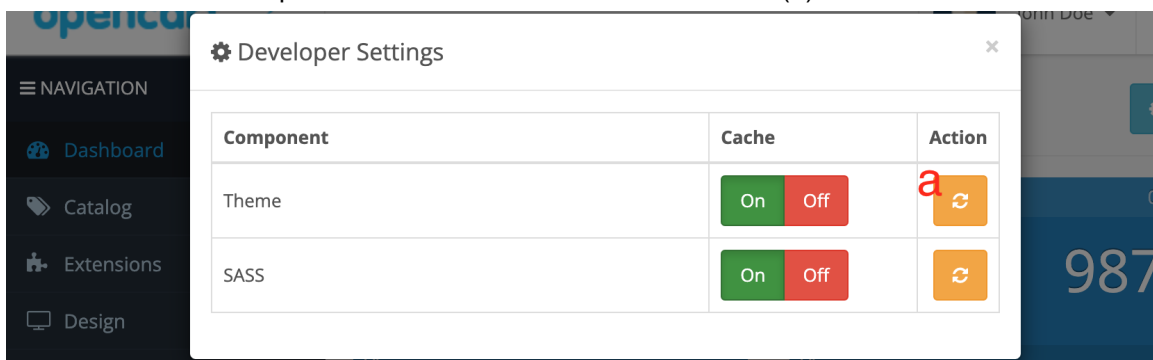 opencar
John Doe
Developer Settings
×
NAVIGATION
Component Cache Action
Dashboard
a
Theme On Off
Catalog
Extensions
987
SASS On Off
Design